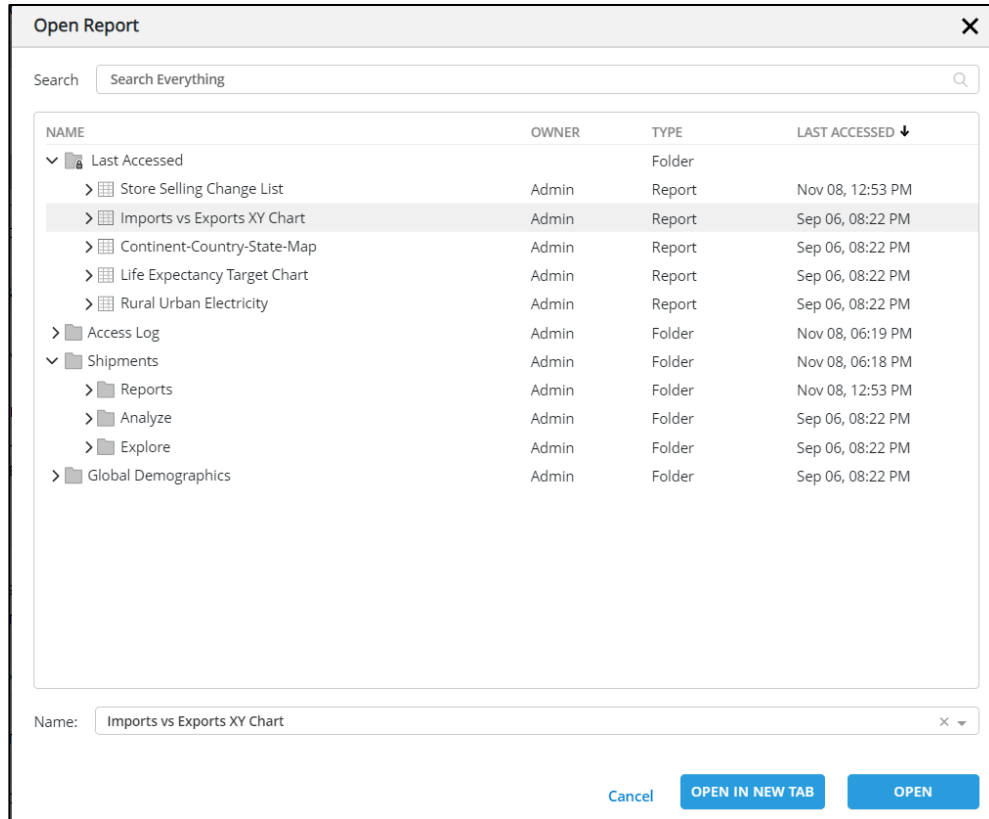 Open Report
Search Search Everything
NAME OWNER TYPE LAST ACCESSED
Last Accessed Folder
Store Selling Change List Admin Report Nov 08, 12:53 PM
Imports vs Exports XY Chart Admin Report Sep 06, 08:22 PM
Continent-Country-State-Map Admin Report Sep 06, 08:22 PM
Life Expectancy Target Chart Admin Report Sep 06, 08:22 PM
Rural Urban Electricity Admin Report Sep 06, 08:22 PM
Access Log Admin Folder Nov 08, 06:19 PM
Shipments Admin Folder Nov 08, 06:18 PM
Reports Admin Folder Nov 08, 12:53 PM
Analyze Admin Folder Sep 06, 08:22 PM
Explore Admin Folder Sep 06, 08:22 PM
Global Demographics Admin Folder Sep 06, 08:22 PM
Name: Imports vs Exports XY Chart
Cancel OPEN IN NEW TAB OPEN